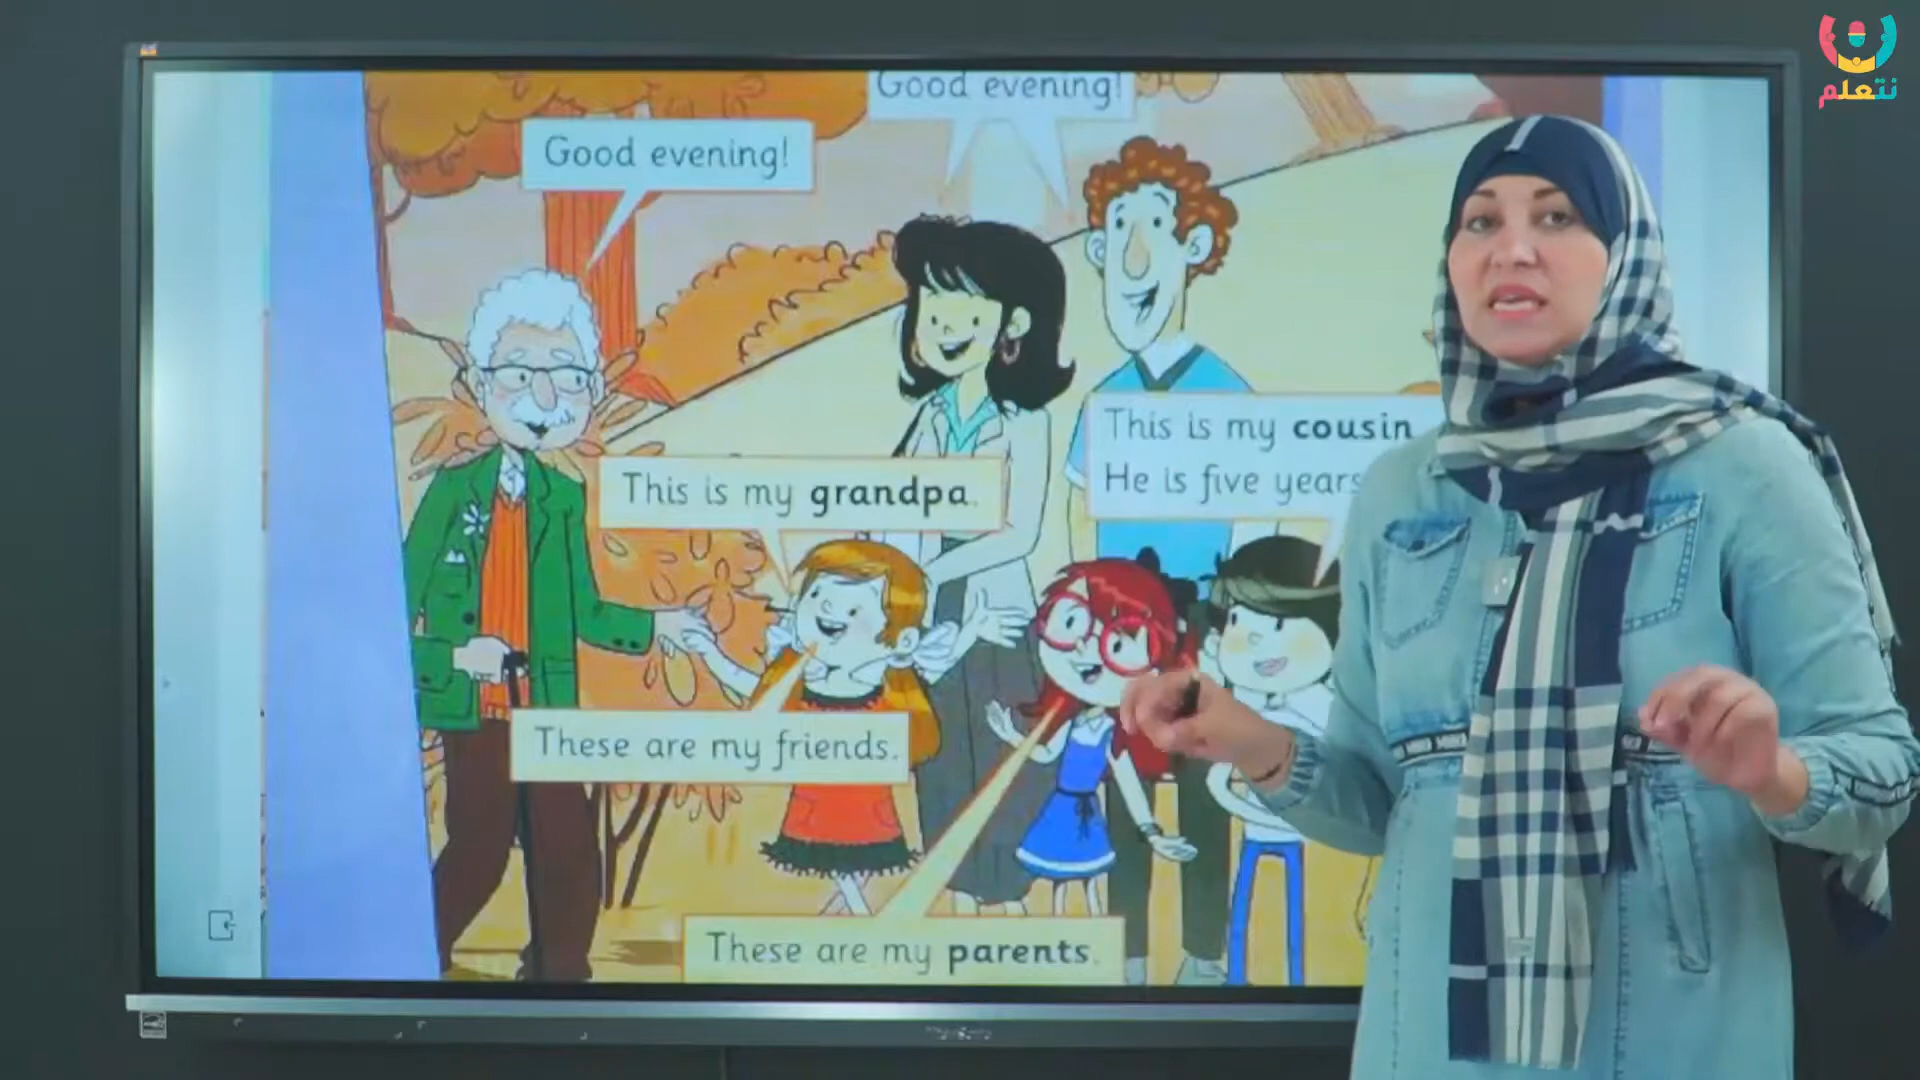 Good evening!
نتعلم
Good evening!
This is my cousin
He is five years
This is my grandpa.
These are my friends.
These are my parents.